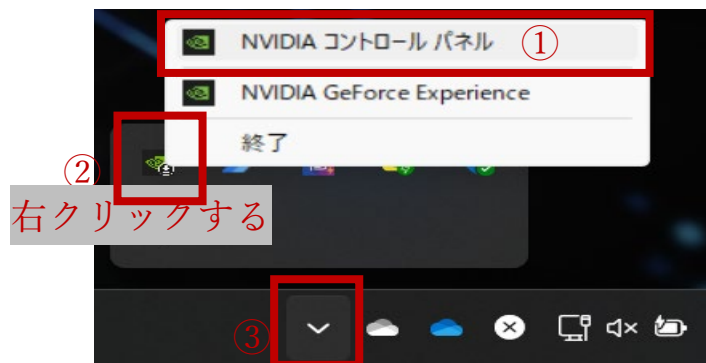 NVIDIA コントロール パネル ①
NVIDIA GeForce Experience
終了
②
右クリックする
③